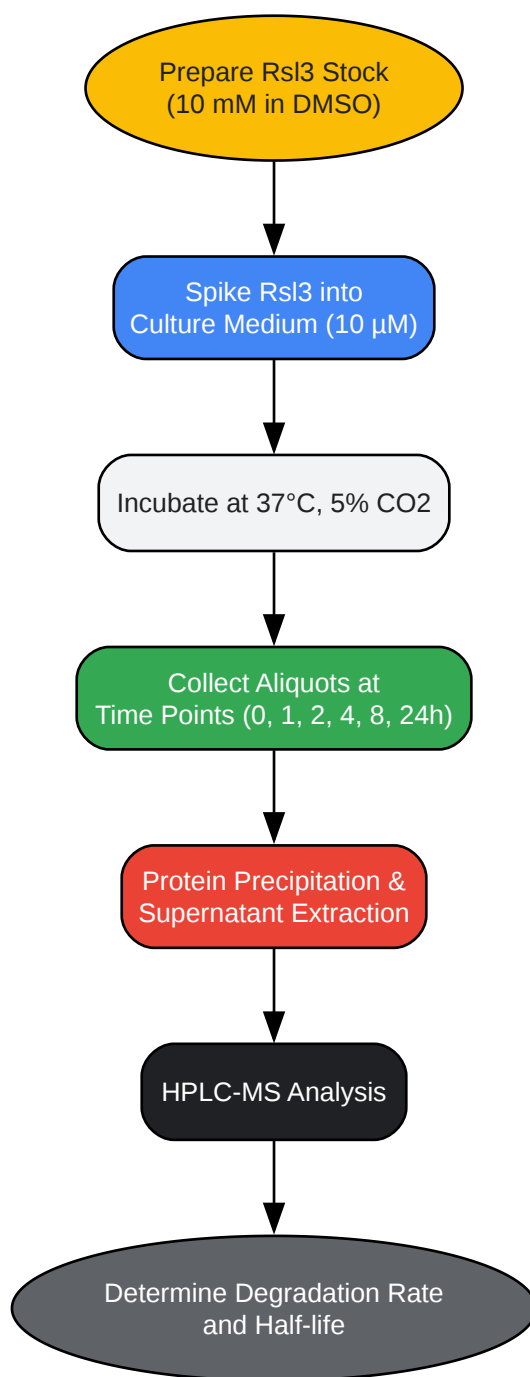 Prepare Rsl3 Stock
(10 mM in DMSO)
Spike Rsl3 into
Culture Medium (10 µM)
Incubate at 37°C, 5% CO2
Collect Aliquots at
Time Points (0, 1, 2, 4, 8, 24h)
Protein Precipitation &
Supernatant Extraction
HPLC-MS Analysis
Determine Degradation Rate
and Half-life